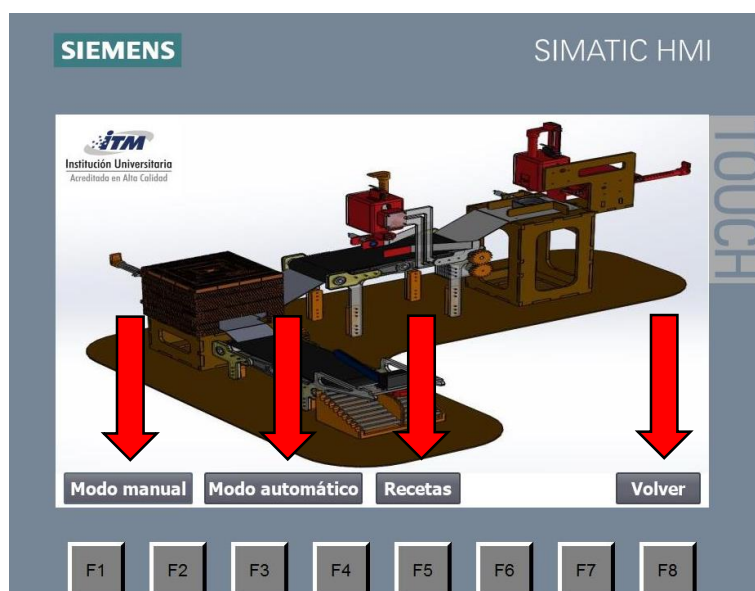 SIEMENS
SIMATIC HMI
TOUCH
iTM
Institución Universitaria
Acreditada en Alta Calidad
Modo manual
Modo automático
Recetas
Volver
F1
F2
F3
F4
F5
F6
F7
F8